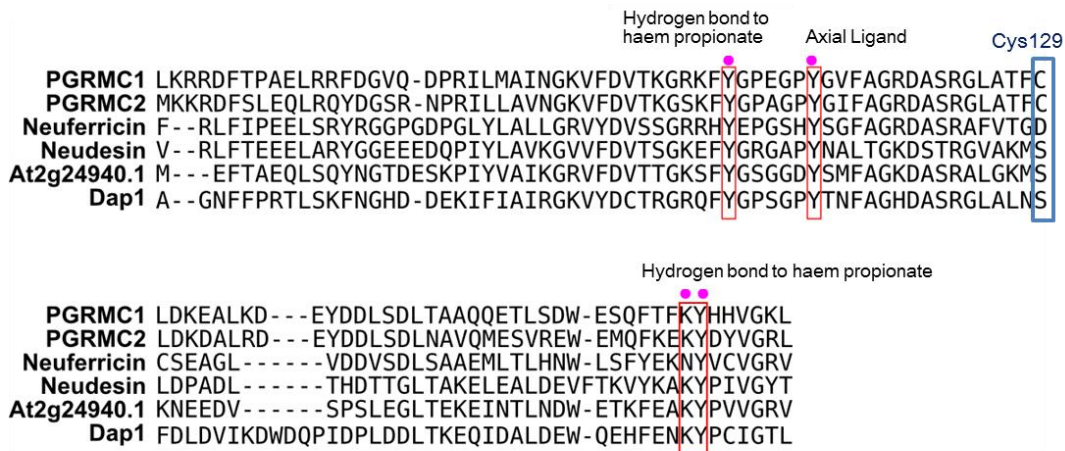 Hydrogen bond to
haem propionate
Axial Ligand
Cys129
PGRMC1 LKRRDFTPAELRRFDGVQ-DPRILMAINGKVFDVTKGRKFYGPEGPYGVFAGRDASRGLATFC
PGRMC2 MKKRDFSLEQLRQYDGSR-NPRILLAVNGKVFDVTKGSKFYGPAGPYGIFAGRDASRGLATFC
Neuferricin F--RLFIPEELSRYRGGPGDPGLYLALLGRVYDVSSGRRHYEPGSHYSGFAGRDASRAFVTGD
Neudesin V--RLFTEEELARYGGEEEDQPIYLAVKGVVFDVTSGKEFYGRGAPYNALTGKDSTRGVAKMS
At2g24940.1 M---EFTAEQLSQYNGTDESKPIYVAIKGRVFDVTTGKSFYGSGGDYSMFAGKDASRALGKMS
Dap1 A--GNFFPRTLSKFNGHD-DEKIFIAIRGKVYDCTRGRQFYGPSGPYTNFAGHDASRGLALNS
Hydrogen bond to haem propionate
PGRMC1 LDKEALKD---EYDDLSDLTAAQQETLSDW-ESQFTFKYHHVGKL
PGRMC2 LDKDALRD---EYDDLSDLNAVQMESVREW-EMQFKEKYDYVGRL
Neuferricin CSEAGL------VDDVSDLSAAEMLTLHNW-LSFYEKNYVCVGRV
Neudesin LDPADL------THDTTGLTAKELEALDEVFTKVYKAKYPIVGYT
At2g24940.1 KNEEDV------SPSLEGLTEKEINTLNDW-ETKFEAKYPVVGRV
Dap1 FDLDVIKDWDQPIDPLDDLTKEQIDALDEW-QEHFENKYPCIGTL